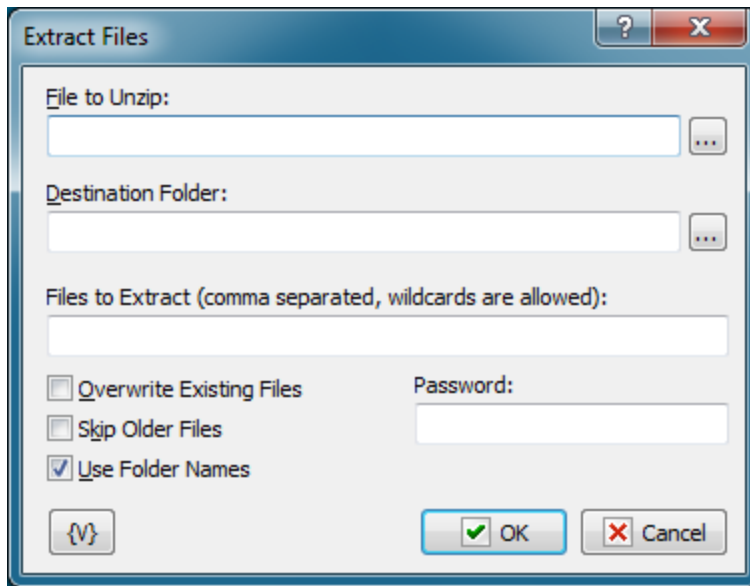 Extract Files
?
File to Unzip:
...
Destination Folder:
...
Files to Extract (comma separated, wildcards are allowed):
Overwrite Existing Files
Password:
Skip Older Files
Use Folder Names
{V}
OK
Cancel